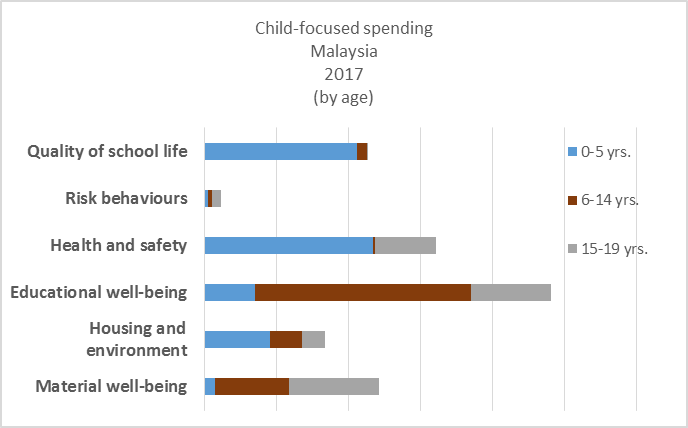 Child-focused spending
Malaysia
2017
(by age)
Quality of school life
0-5 yrs.
Risk behaviours
6-14 yrs.
Health and safety
15-19 yrs.
Educational well-being
Housing and
environment
Material well-being